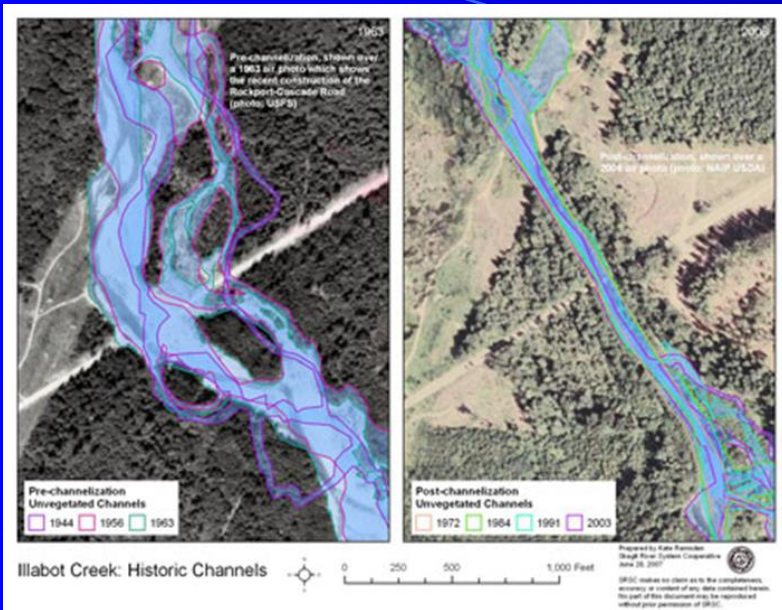 1963
Pre-channelization, shown over
a 1963 air photo which shows
the recent construction of the
Rockport-Cascade Road
(photo: USFS)
Pre-channelization
Unvegetated Channels
1944 1956 1963
Post-channelization, shown over a
2004 air photo (photo: NAIP USDA)
Post-channelization
Unvegetated Channels
1972 1984 1991 2003
Illabot Creek: Historic Channels
0 250 500 1,000 Feet
Prepared by Kate Ramsden
Skagit River System Cooperative
June 28, 2007
SRSC makes no claim as to the completeness,
accuracy or content of any data contained herein.
No part of this document may be reproduced
without prior permission of SRSC.